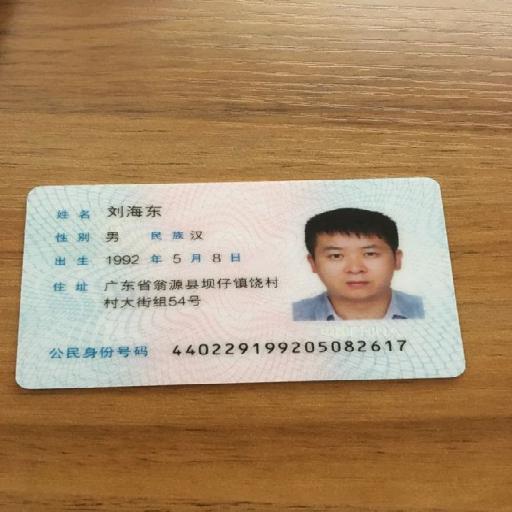 姓名 刘海东
性别 男 民族 汉
出生 1992 年 5 月 8 日
住址 广东省翁源县坝仔镇饶村
村大街组54号
公民身份号码 440229199205082617